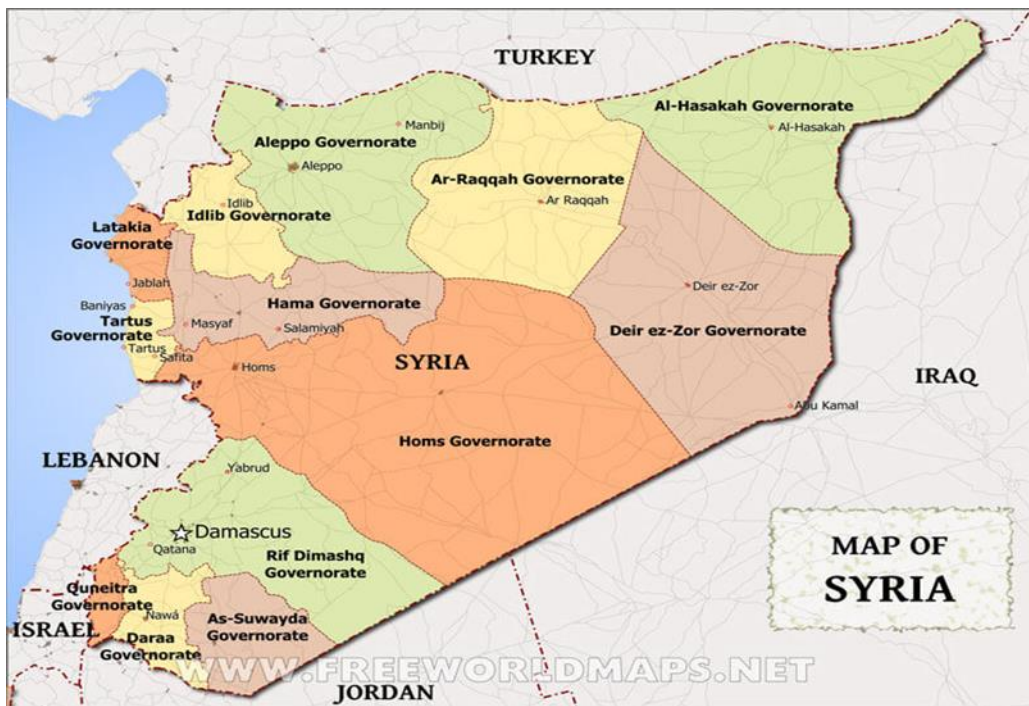 TURKEY
Al-Hasakah Governorate
Manbij
Al-Hasakah
Aleppo Governorate
Aleppo
Ar-Raqqah Governorate
Idlib
Ar Raqqah
Idlib Governorate
Latakia
Governorate
Jablah
Deir ez-Zor
Baniyas
Hama Governorate
Tartus
Governorate
Masyaf
Salamiyah
Deir ez-Zor Governorate
Tartus
Safita
Homs
SYRIA
IRAQ
Abu Kamal
Homs Governorate
LEBANON
Yabrud
Damascus
Qatana
Rif Dimashq
Governorate
MAP OF
SYRIA
Quneitra
Governorate
Nawá
As-Suwayda
Governorate
ISRAEL
Daraa
Governorate
WWW.FREEWORLDMAPS.NET
JORDAN